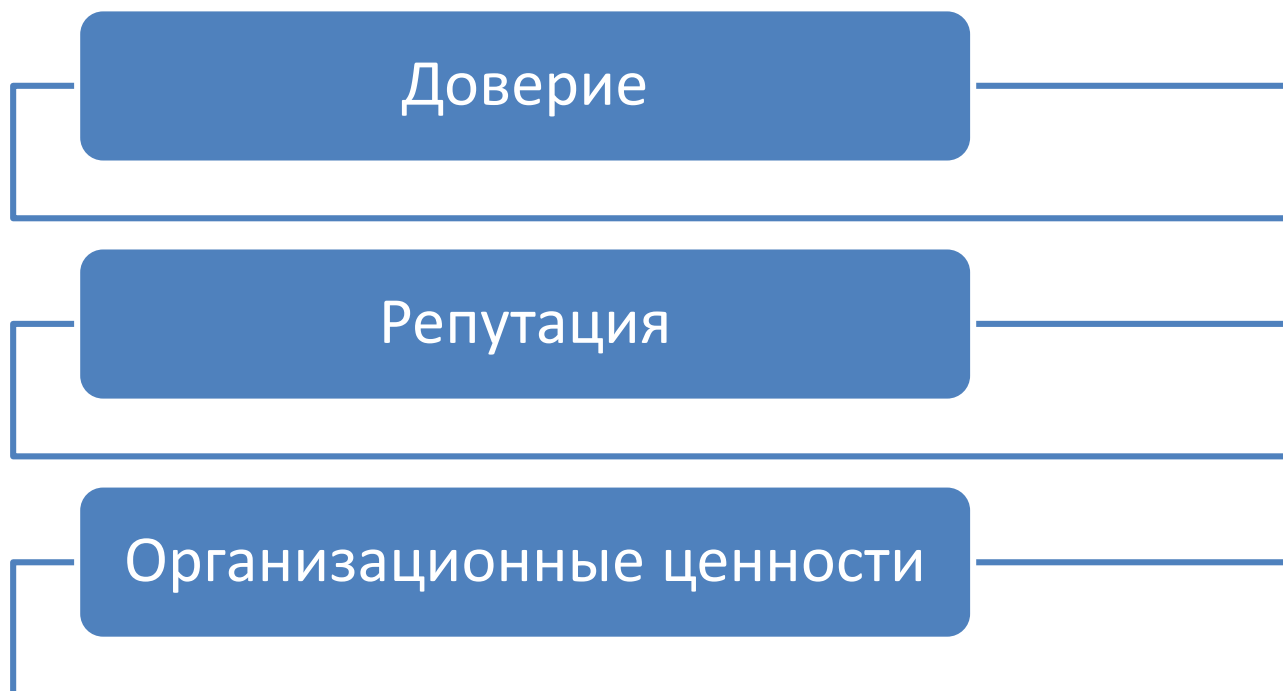 Доверие
Репутация
Организационные ценности